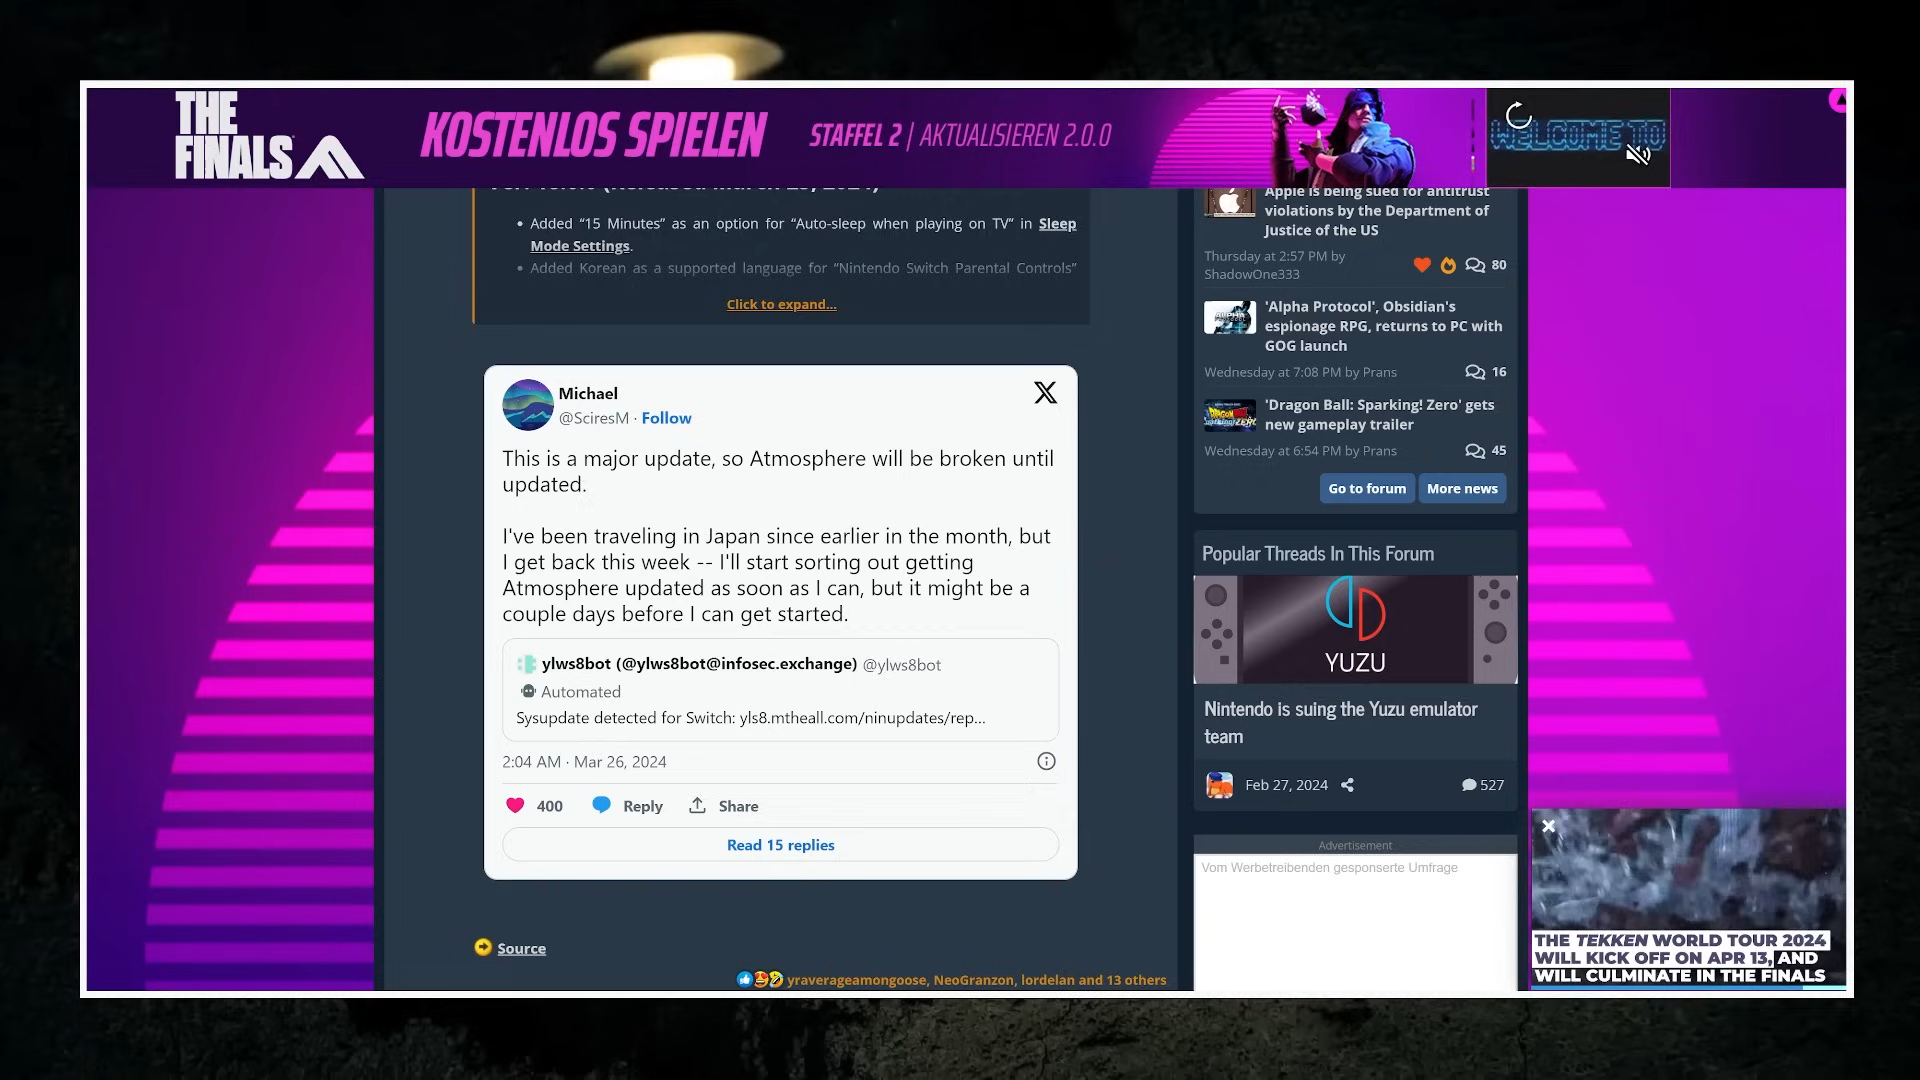 THE
FINALS
KOSTENLOS SPIELEN
STAFFEL 2 | AKTUALISIEREN 2.0.0
WELCOME TO
• Added “15 Minutes” as an option for “Auto-sleep when playing on TV” in Sleep
Mode Settings.
• Added Korean as a supported language for “Nintendo Switch Parental Controls”
Click to expand...
Michael
@SciresM · Follow
This is a major update, so Atmosphere will be broken until
updated.
I've been traveling in Japan since earlier in the month, but
I get back this week -- I'll start sorting out getting
Atmosphere updated as soon as I can, but it might be a
couple days before I can get started.
ylws8bot (@ylws8bot@infosec.exchange) @ylws8bot
Automated
Sysupdate detected for Switch: yls8.mtheall.com/ninupdates/rep...
2:04 AM · Mar 26, 2024
400 Reply Share
Read 15 replies
Source
yraverageamongoose, NeoGranzon, lordelan and 13 others
Apple is being sued for antitrust
violations by the Department of
Justice of the US
Thursday at 2:57 PM by
ShadowOne333
80
'Alpha Protocol', Obsidian's
espionage RPG, returns to PC with
GOG launch
Wednesday at 7:08 PM by Prans
16
'Dragon Ball: Sparking! Zero' gets
new gameplay trailer
Wednesday at 6:54 PM by Prans
45
Go to forum
More news
Popular Threads In This Forum
YUZU
Nintendo is suing the Yuzu emulator
team
Feb 27, 2024
527
Advertisement
Vom Werbetreibenden gesponserte Umfrage
THE TEKKEN WORLD TOUR 2024
WILL KICK OFF ON APR 13, AND
WILL CULMINATE IN THE FINALS